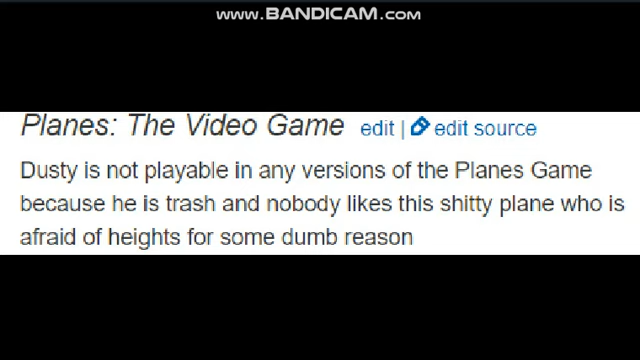 www.BANDICAM.com
Planes: The Video Game edit | edit source
Dusty is not playable in any versions of the Planes Game
because he is trash and nobody likes this shitty plane who is
afraid of heights for some dumb reason